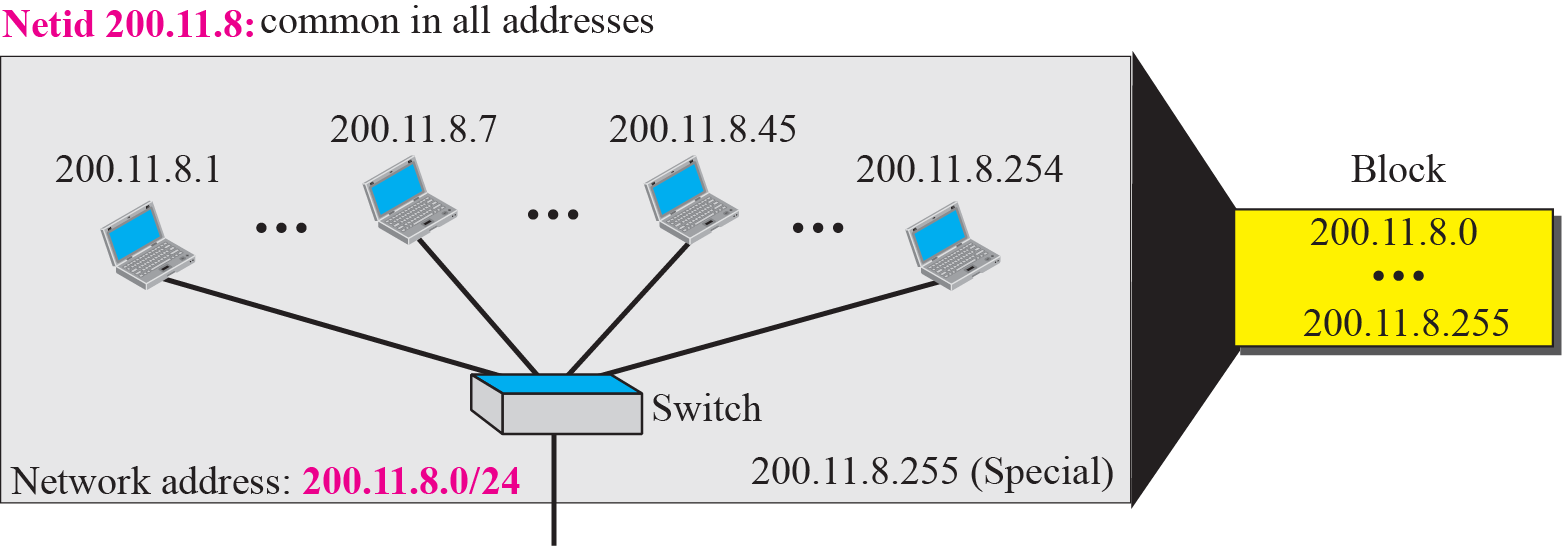 Netid 200.11.8: common in all addresses
200.11.8.1
200.11.8.7
200.11.8.45
200.11.8.254
Switch
Network address: 200.11.8.0/24
200.11.8.255 (Special)
Block
200.11.8.0
•••
200.11.8.255